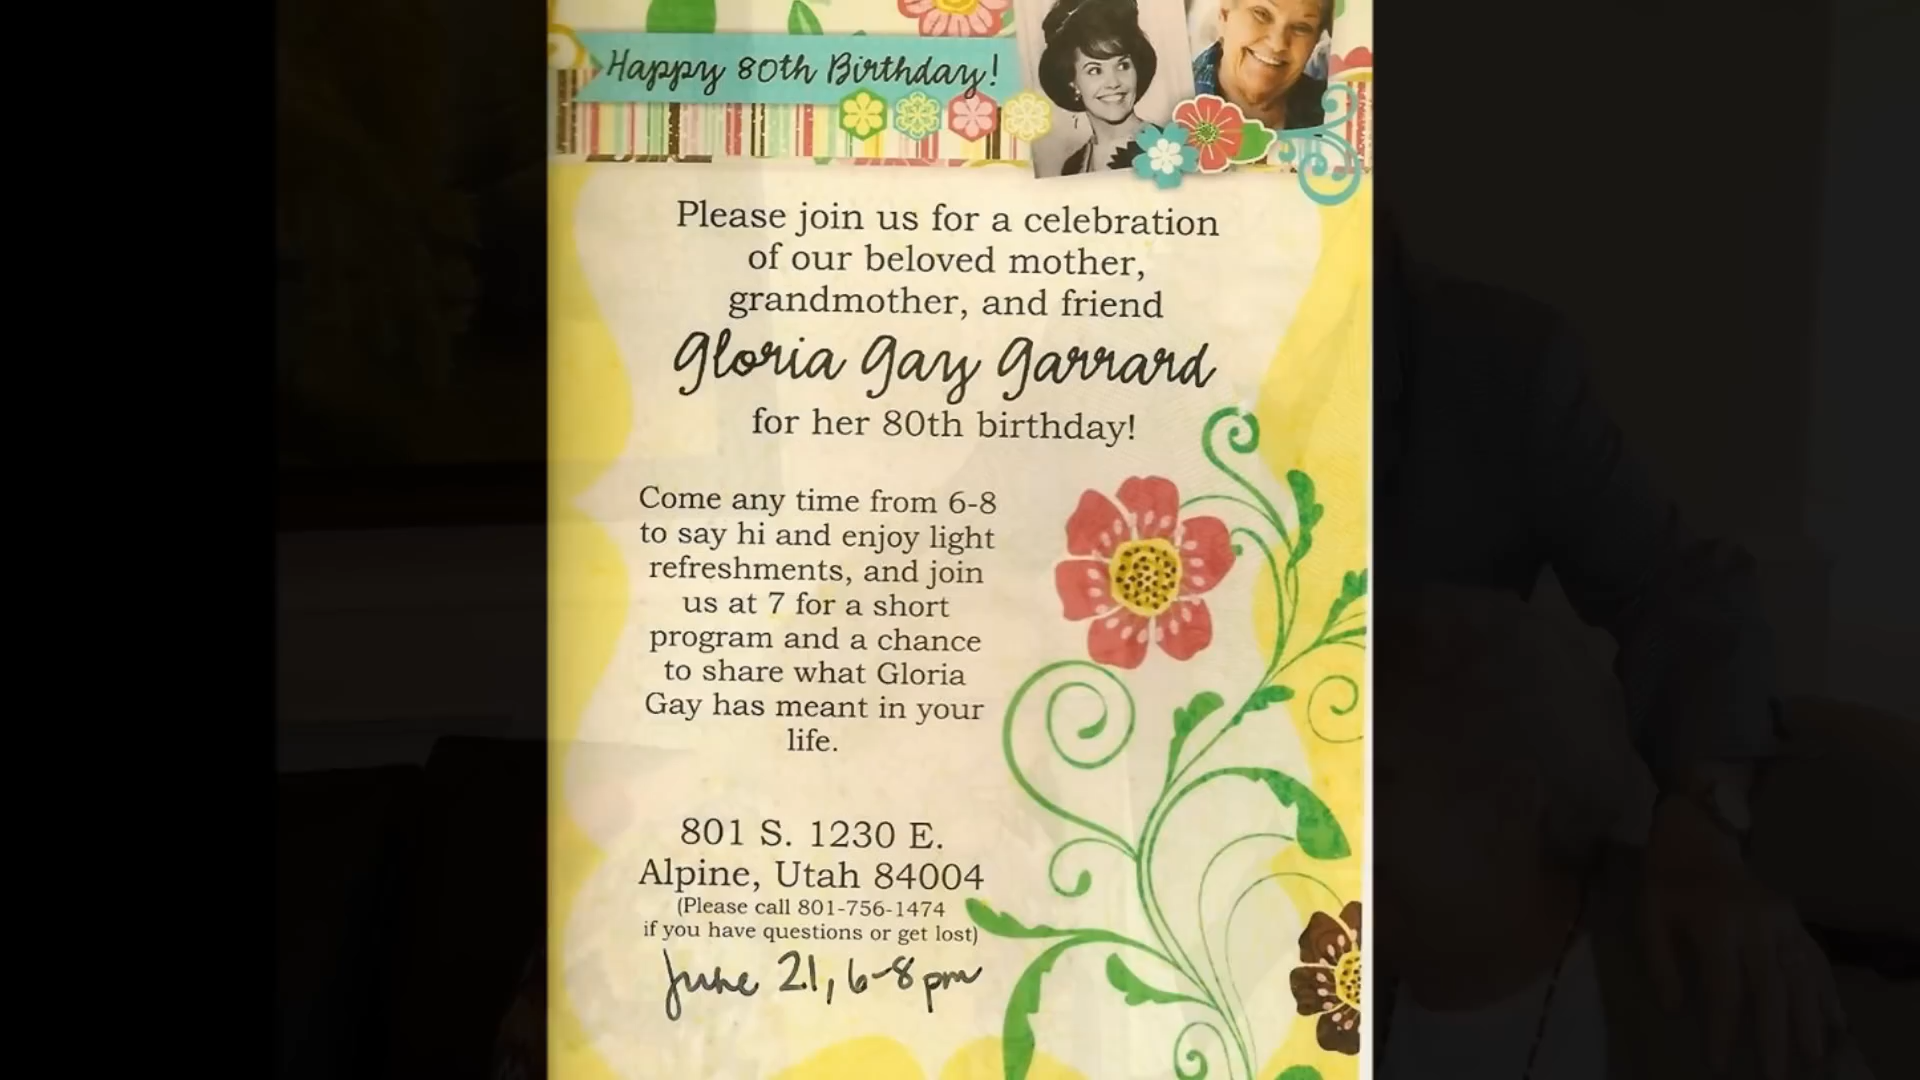 Happy 80th Birthday!
Please join us for a celebration
of our beloved mother,
grandmother, and friend
Gloria Gay Garrard
for her 80th birthday!
Come any time from 6-8
to say hi and enjoy light
refreshments, and join
us at 7 for a short
program and a chance
to share what Gloria
Gay has meant in your
life.
801 S. 1230 E.
Alpine, Utah 84004
(Please call 801-756-1474
if you have questions or get lost)
June 21, 6-8 pm